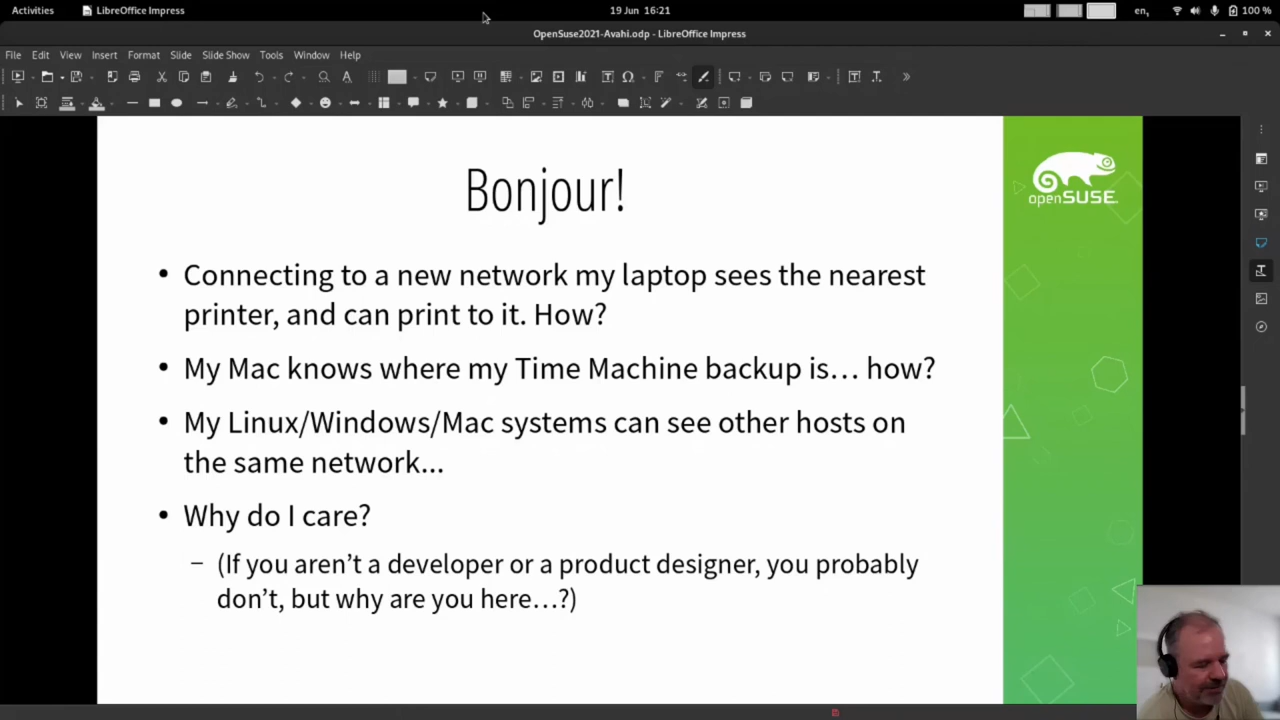 Activities LibreOffice Impress 19 Jun 16:21 en, 100 %
OpenSuse2021-Avahi.odp - LibreOffice Impress
File Edit View Insert Format Slide Slide Show Tools Window Help
Bonjour!
openSUSE
• Connecting to a new network my laptop sees the nearest
printer, and can print to it. How?
• My Mac knows where my Time Machine backup is... how?
• My Linux/Windows/Mac systems can see other hosts on
the same network...
• Why do I care?
– (If you aren’t a developer or a product designer, you probably
don’t, but why are you here...?)